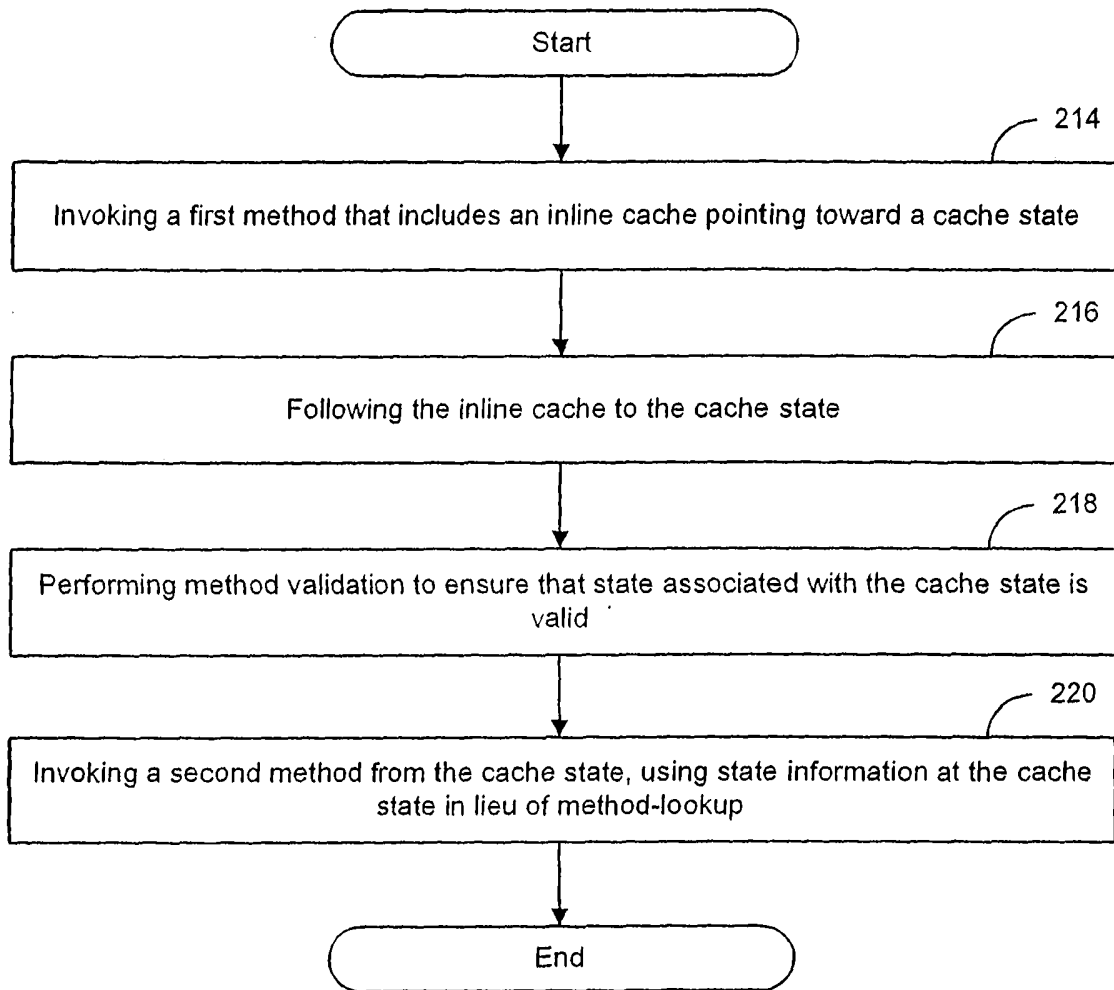 Start
214
Invoking a first method that includes an inline cache pointing toward a cache state
216
Following the inline cache to the cache state
218
Performing method validation to ensure that state associated with the cache state is
valid
220
Invoking a second method from the cache state, using state information at the cache
state in lieu of method-lookup
End